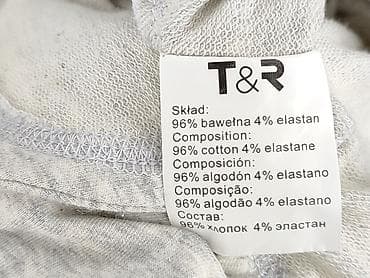 T&R
Skład:
96% bawełna 4% elastan
Composition:
96% cotton 4% elastane
Composición:
96% algodón 4% elastano
Composição:
96% algodão 4% elastano
Состав:
96% хлопок 4% эластан